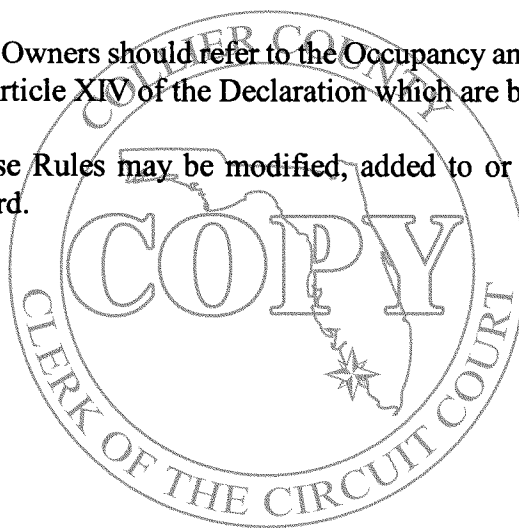 Owners should refer to the Occupancy an
rticle XIV of the Declaration which are b
se Rules may be modified, added to or
rd.
COLLIER COUNTY
COPY
CLERK OF THE CIRCUIT COURT